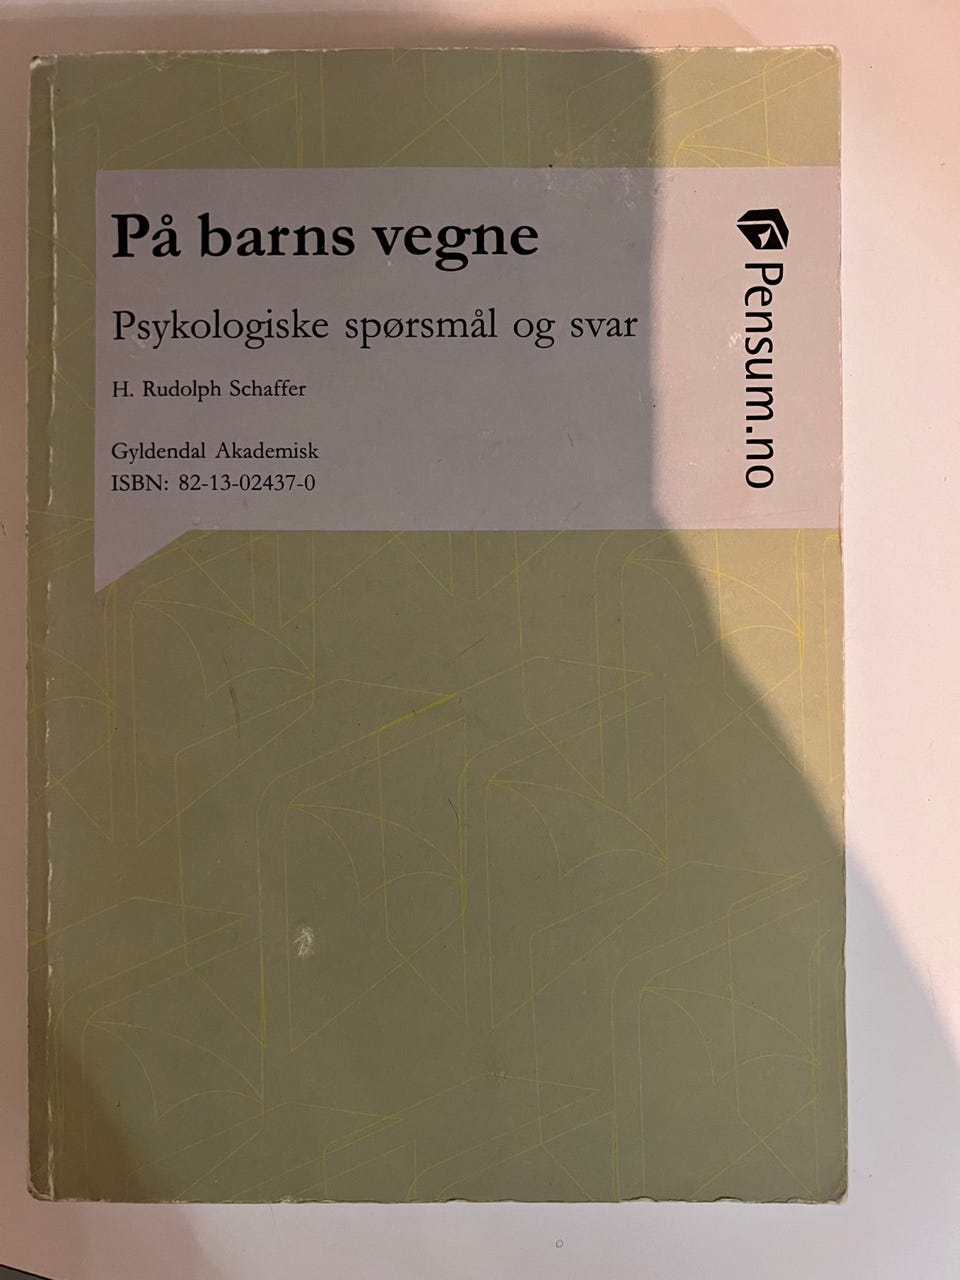 På barns vegne
Psykologiske spørsmål og svar
H. Rudolph Schaffer
Gyldendal Akademisk
ISBN: 82-13-02437-0
Pensum.no